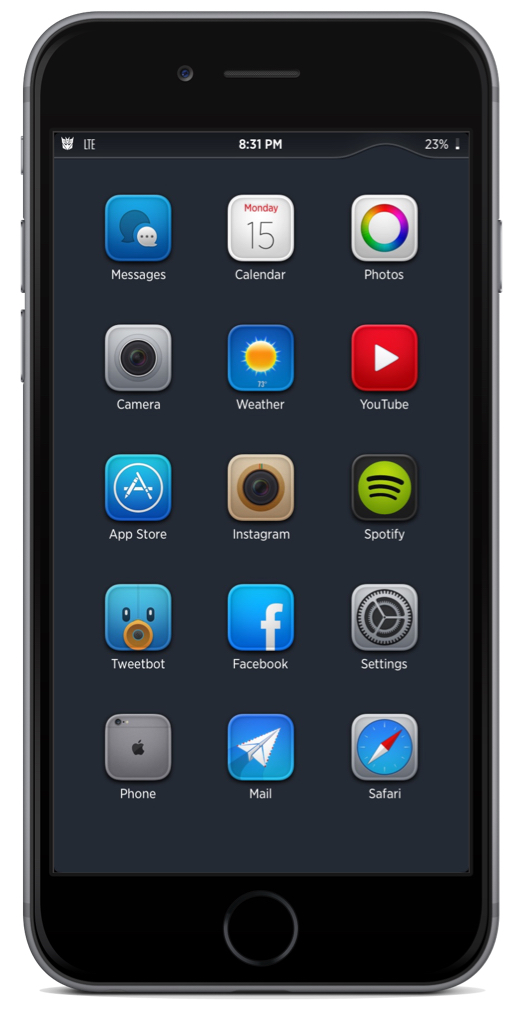 LTE 8:31 PM 23%
Monday
15
Messages Calendar Photos
73°
Camera Weather YouTube
App Store Instagram Spotify
Tweetbot Facebook Settings
Phone Mail Safari